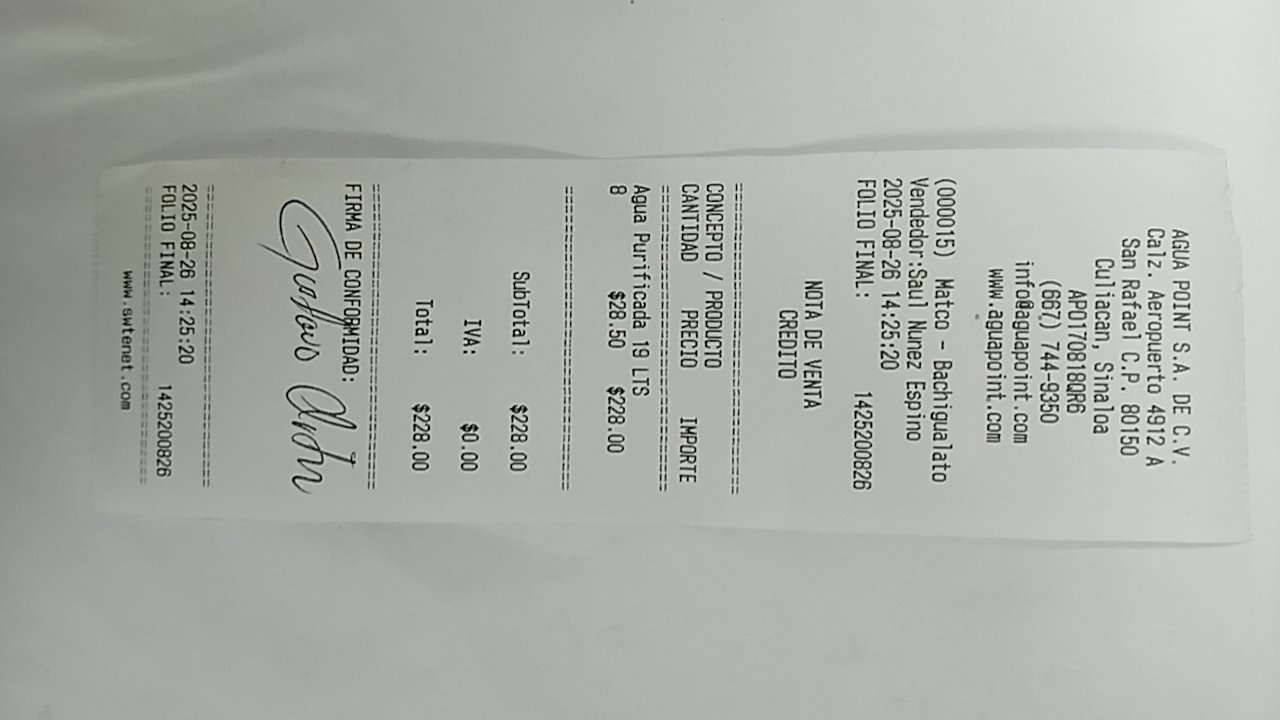 AGUA POINT S.A. DE C.V.
Calz. Aeropuerto 4912 A
San Rafael C.P. 80150
Culiacan, Sinaloa
APO170818QR6
(667) 744-9350
info@aguapoint.com
www.aguapoint.com
(000015) Matco - Bachigualato
Vendedor:Saul Nunez Espino
2025-08-26 14:25:20
FOLIO FINAL: 1425200826
NOTA DE VENTA
CREDITO
CONCEPTO / PRODUCTO
CANTIDAD PRECIO IMPORTE
Agua Purificada 19 LTS
8 $28.50 $228.00
SubTotal: $228.00
IVA: $0.00
Total: $228.00
FIRMA DE CONFORMIDAD:
Gustavo
2025-08-26 14:25:20
FOLIO FINAL: 1425200826
www.swtenet.com